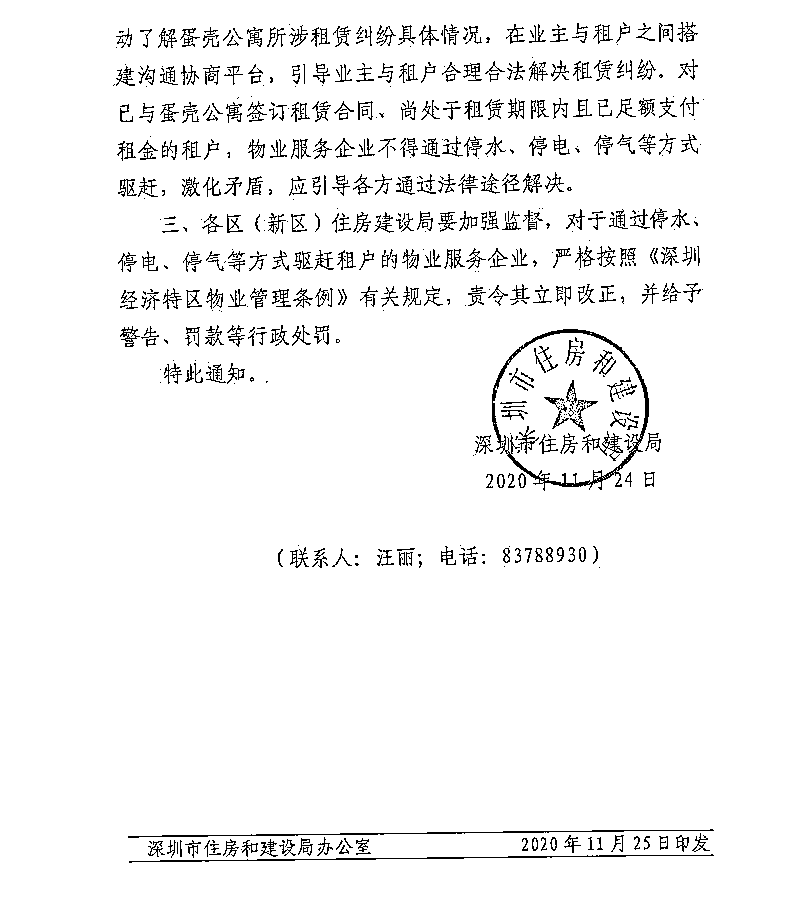 动了解蛋壳公寓所涉租赁纠纷具体情况，在业主与租户之间搭
建沟通协商平台，引导业主与租户合理合法解决租赁纠纷。对
已与蛋壳公寓签订租赁合同、尚处于租赁期限内且已足额支付
租金的租户，物业服务企业不得通过停水、停电、停气等方式
驱赶，激化矛盾，应引导各方通过法律途径解决。
三、各区（新区）住房建设局要加强监督，对于通过停水、
停电、停气等方式驱赶租户的物业服务企业，严格按照《深圳
经济特区物业管理条例》有关规定，责令其立即改正，并给予
警告、罚款等行政处罚。
特此通知。
深圳市住房和建设局
深圳市住房和建设局
2020年11月24日
（联系人：汪丽；电话：83788930）
深圳市住房和建设局办公室 2020年11月25日印发